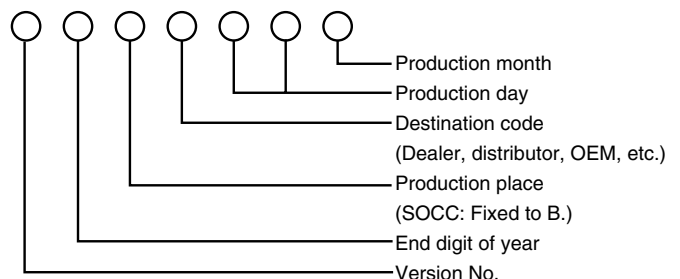 Production month
Production day
Destination code
(Dealer, distributor, OEM, etc.)
Production place
(SOCC: Fixed to B.)
End digit of year
Version No.